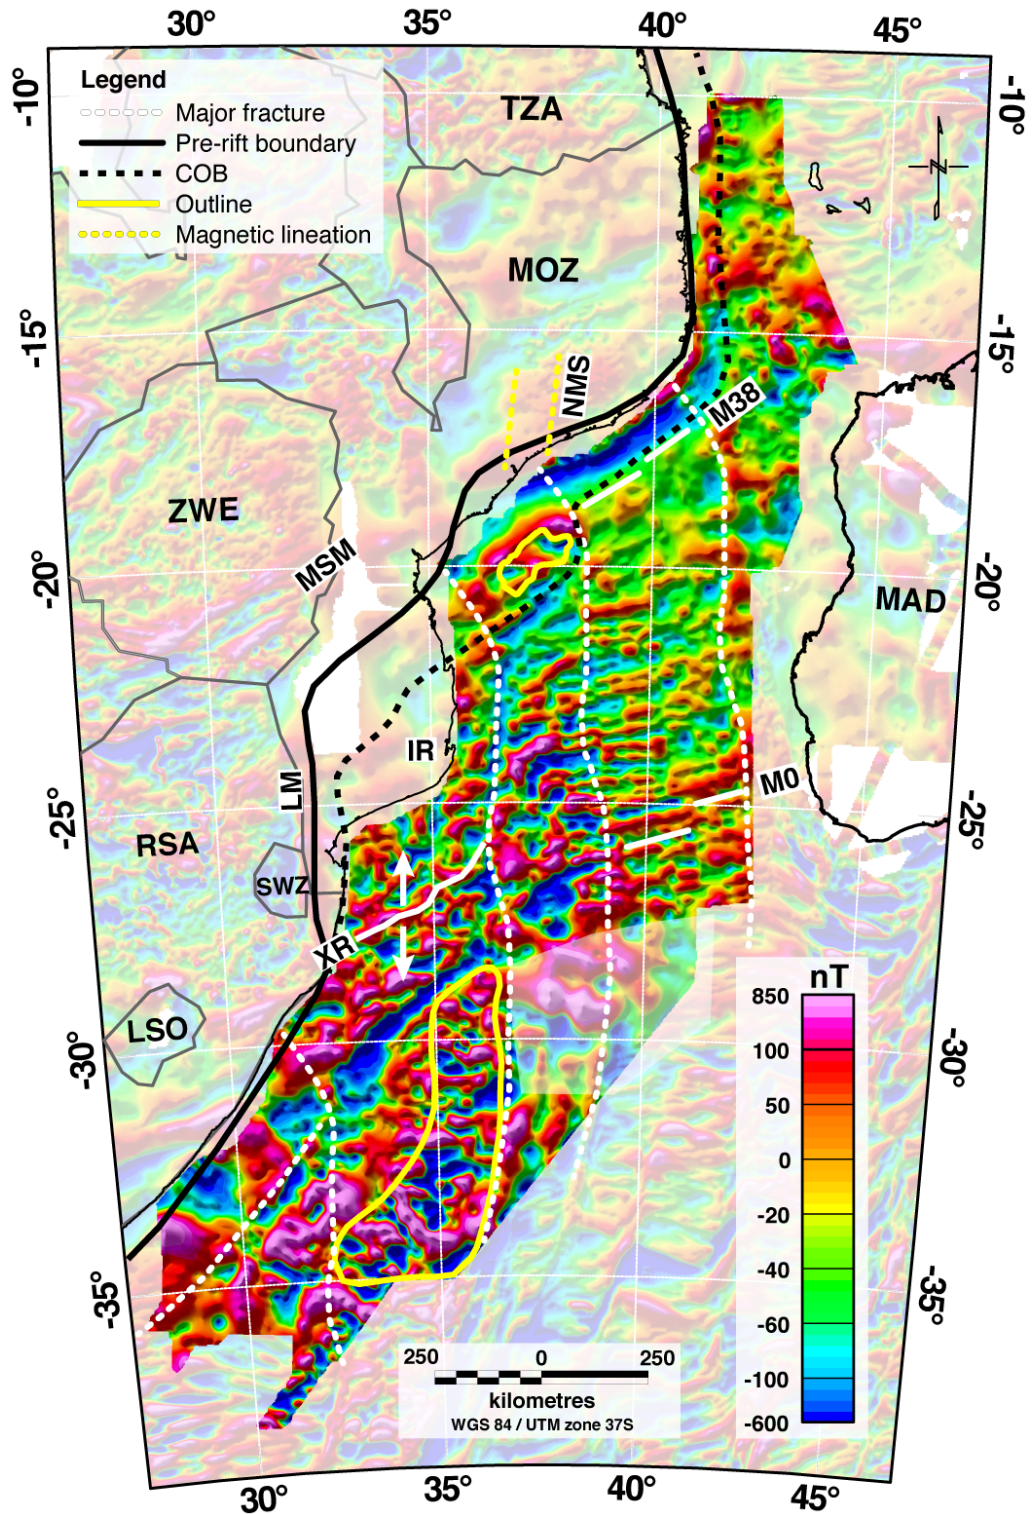 30° 35° 40° 45°
-10° -10°
Legend
Major fracture
Pre-rift boundary
COB
Outline
Magnetic lineation
TZA
N
MOZ
-15° -15°
NMS
M38
ZWE
MSM
-20° -20°
MAD
IR
LM
M0
-25° -25°
RSA
SWZ
XR
nT
850
100
50
0
-20
-40
-60
-100
-600
LSO
-30° -30°
-35° -35°
250 0 250
kilometres
WGS 84 / UTM zone 37S
30° 35° 40° 45°